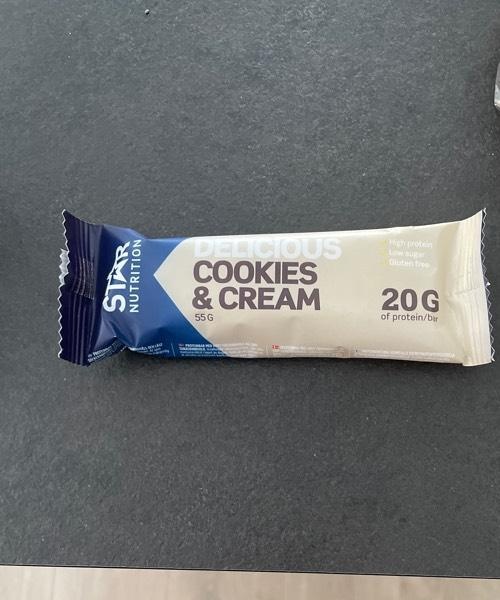 STAR
NUTRITION
DELICIOUS
COOKIES
& CREAM
55 G
High protein
Low sugar
Gluten free
20 G
of protein/bar